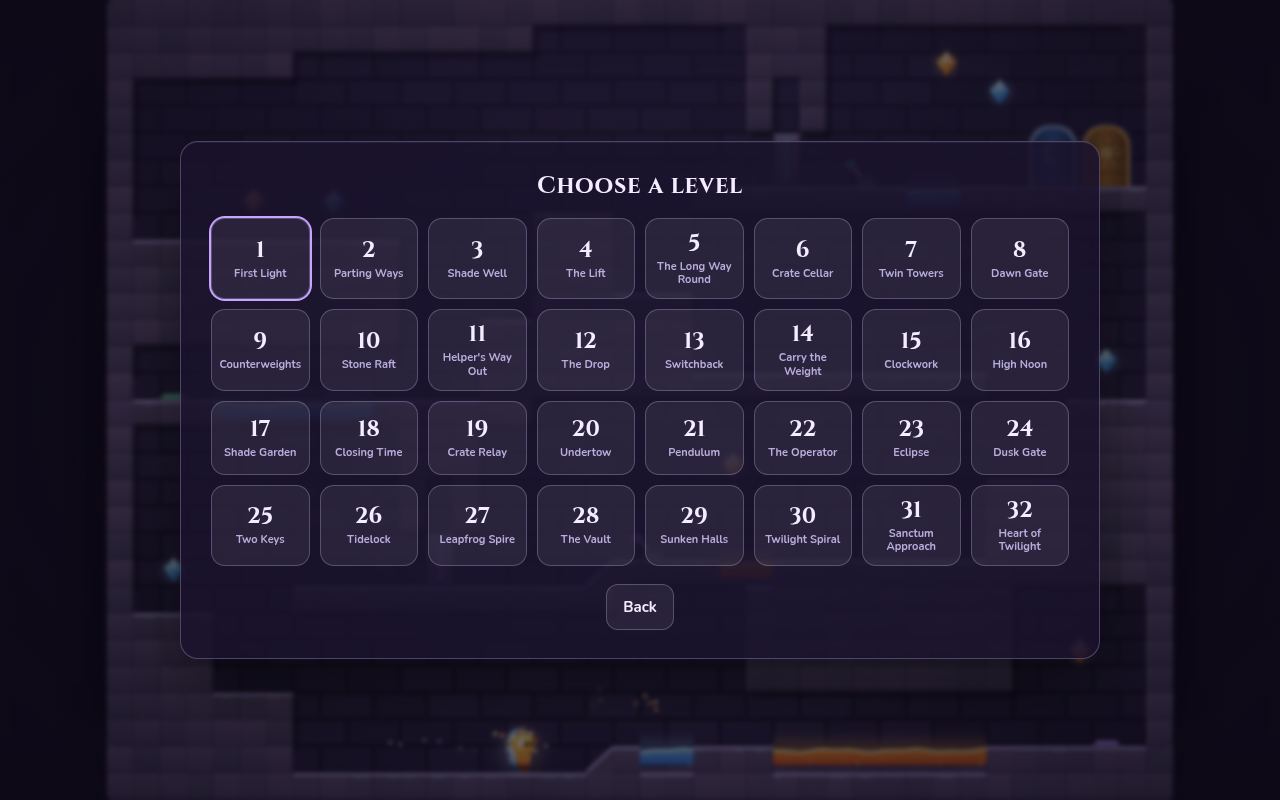 Choose a level
1
First Light
2
Parting Ways
3
Shade Well
4
The Lift
5
The Long Way
Round
6
Crate Cellar
7
Twin Towers
8
Dawn Gate
9
Counterweights
10
Stone Raft
11
Helper's Way
Out
12
The Drop
13
Switchback
14
Carry the
Weight
15
Clockwork
16
High Noon
17
Shade Garden
18
Closing Time
19
Crate Relay
20
Undertow
21
Pendulum
22
The Operator
23
Eclipse
24
Dusk Gate
25
Two Keys
26
Tidelock
27
Leapfrog Spire
28
The Vault
29
Sunken Halls
30
Twilight Spiral
31
Sanctum
Approach
32
Heart of
Twilight
Back